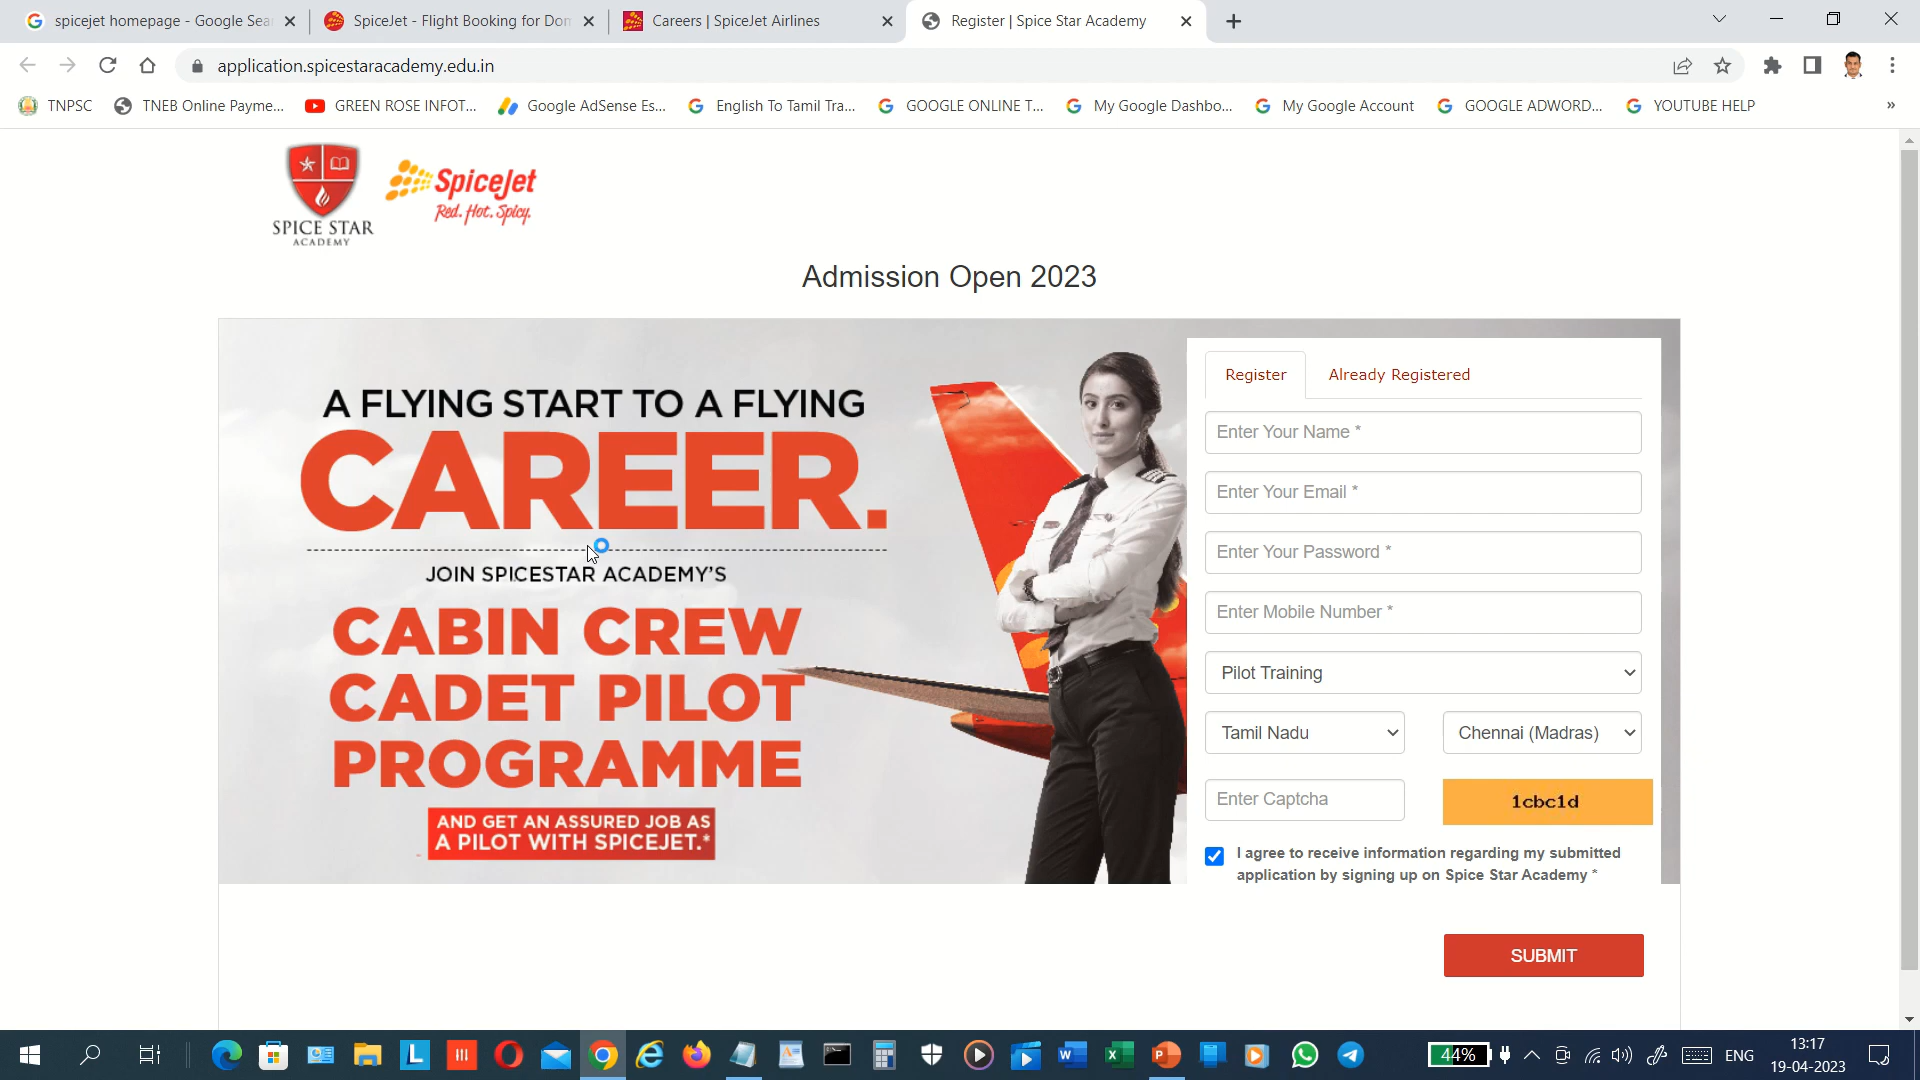 spicejet homepage - Google Sear
SpiceJet - Flight Booking for Dom
Careers | SpiceJet Airlines
Register | Spice Star Academy
application.spicestaracademy.edu.in
TNPSC
TNEB Online Payme...
GREEN ROSE INFOT...
Google AdSense Es...
English To Tamil Tra...
GOOGLE ONLINE T...
My Google Dashbo...
My Google Account
GOOGLE ADWORD...
YOUTUBE HELP
»
SPICE STAR
ACADEMY
SpiceJet
Red. Hot. Spicy.
Admission Open 2023
A FLYING START TO A FLYING
CAREER.
JOIN SPICESTAR ACADEMY'S
CABIN CREW
CADET PILOT
PROGRAMME
AND GET AN ASSURED JOB AS
A PILOT WITH SPICEJET.*
Register
Already Registered
Enter Your Name *
Enter Your Email *
Enter Your Password *
Enter Mobile Number *
Pilot Training
Tamil Nadu
Chennai (Madras)
Enter Captcha
1cbc1d
I agree to receive information regarding my submitted
application by signing up on Spice Star Academy *
SUBMIT
44%
ENG
13:17
19-04-2023